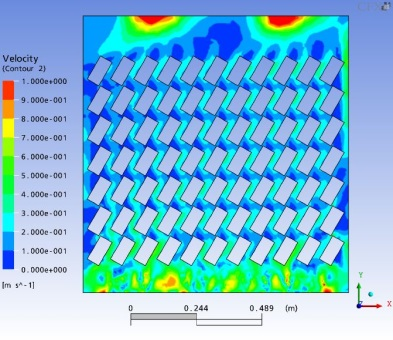 Velocity
(Contour 2)
1.000e+000
9.000e-001
8.000e-001
7.000e-001
6.000e-001
5.000e-001
4.000e-001
3.000e-001
2.000e-001
1.000e-001
0.000e+000
[m s^-1]
0 0.244 0.489 (m)
Y
X